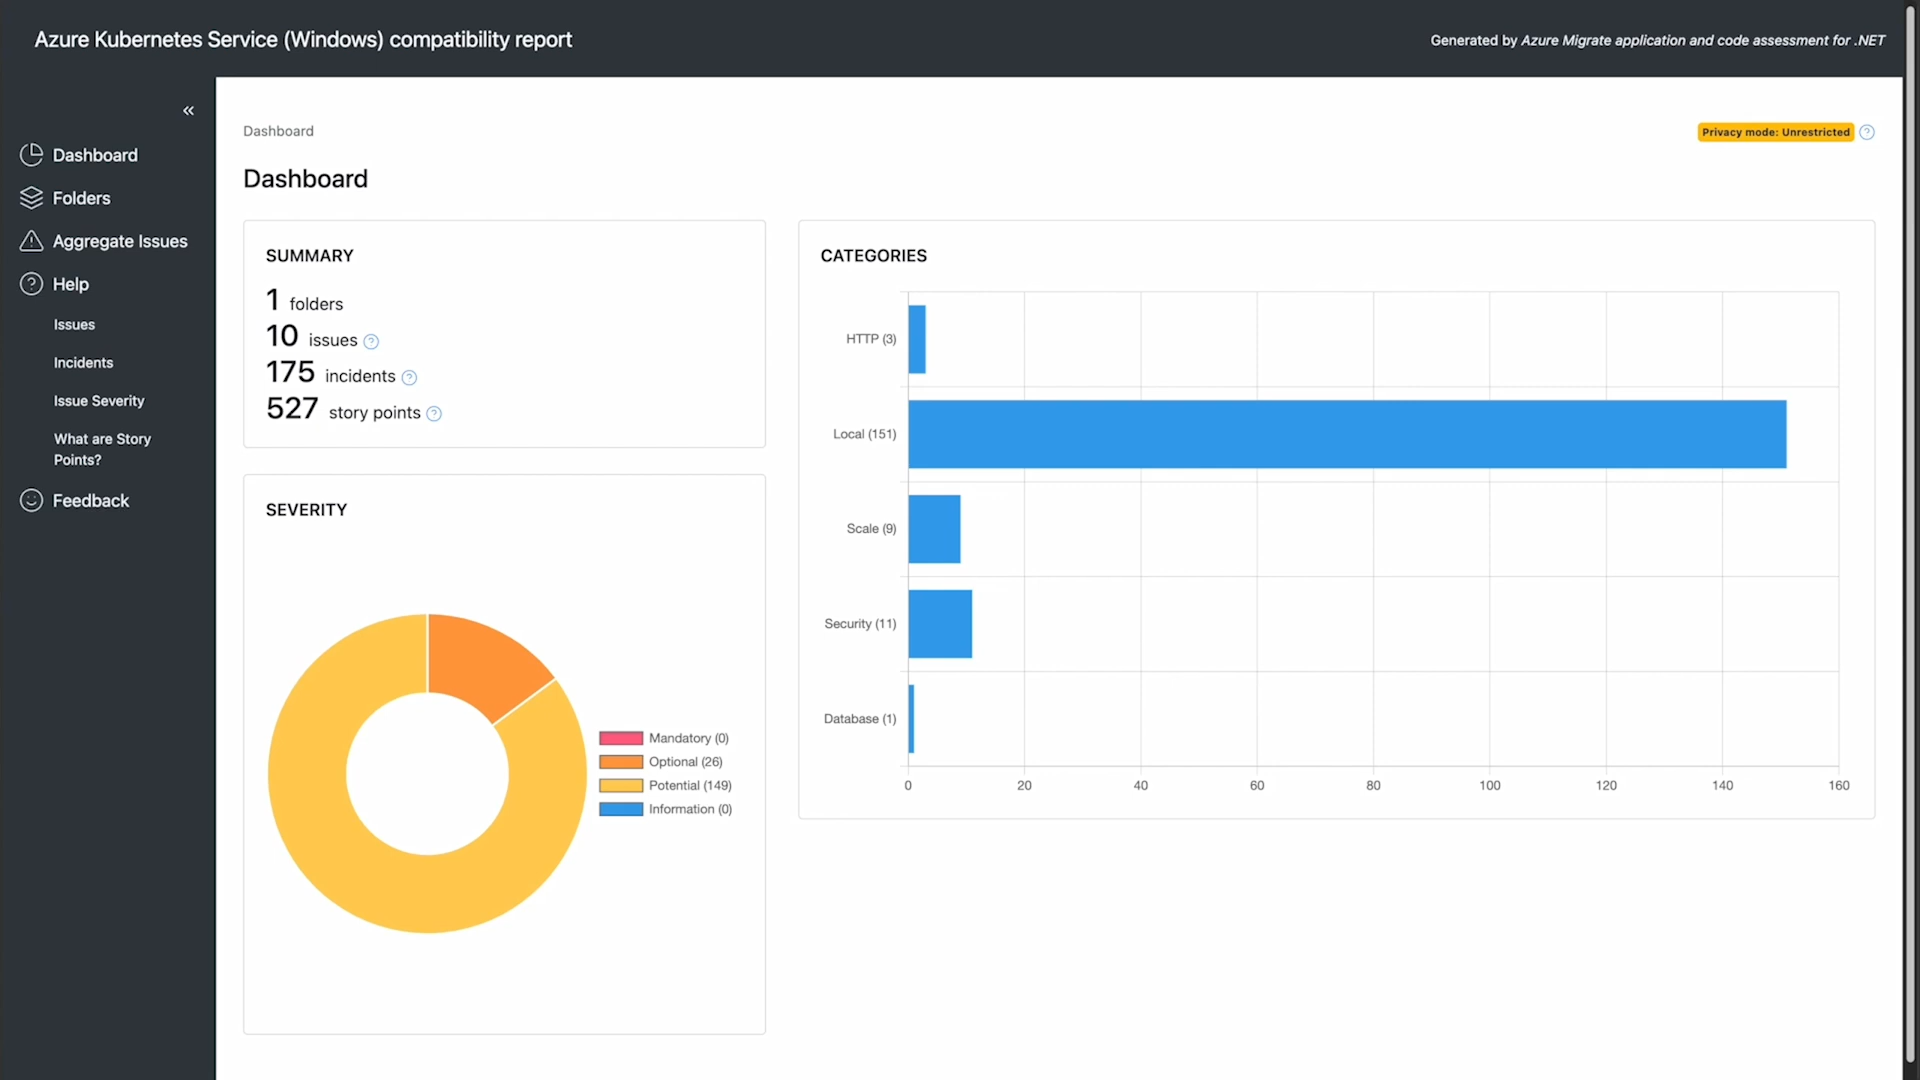 Azure Kubernetes Service (Windows) compatibility report
Generated by Azure Migrate application and code assessment for .NET
«
Dashboard
Folders
Aggregate Issues
Help
Issues
Incidents
Issue Severity
What are Story
Points?
Feedback
Dashboard
Privacy mode: Unrestricted ?
Dashboard
SUMMARY
1 folders
10 issues ?
175 incidents ?
527 story points ?
SEVERITY
Mandatory (0)
Optional (26)
Potential (149)
Information (0)
CATEGORIES
HTTP (3)
Local (151)
Scale (9)
Security (11)
Database (1)
0 20 40 60 80 100 120 140 160